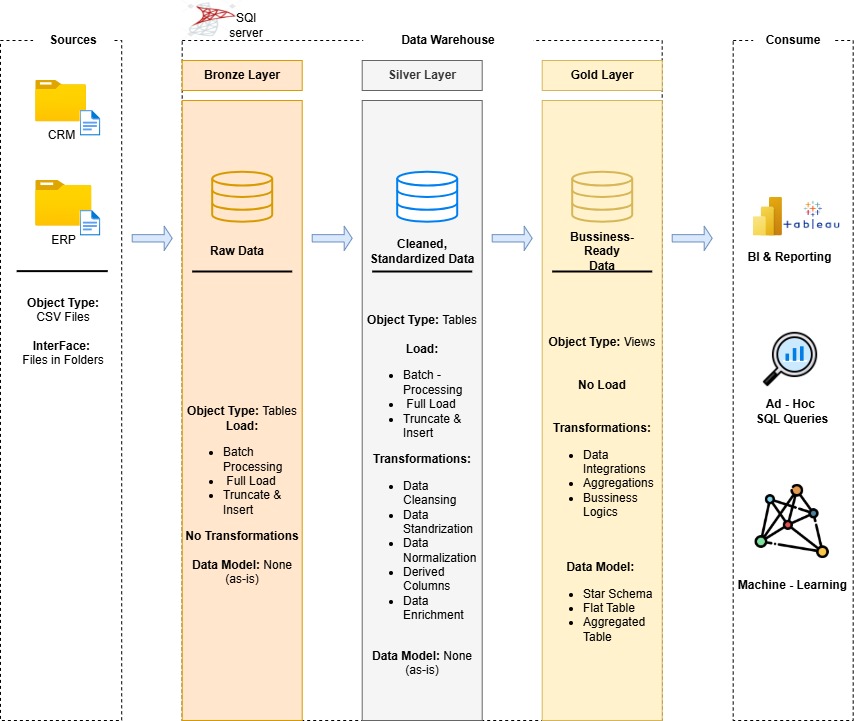 SQl
server
Sources
Data Warehouse
Consume
Bronze Layer
Silver Layer
Gold Layer
CRM
ERP
Object Type:
CSV Files
InterFace:
Files in Folders
Raw Data
Object Type: Tables
Load:
Batch
Processing
Full Load
Truncate &
Insert
No Transformations
Data Model: None
(as-is)
Cleaned,
Standardized Data
Object Type: Tables
Load:
Batch -
Processing
Full Load
Truncate &
Insert
Transformations:
Data
Cleansing
Data
Standrization
Data
Normalization
Derived
Columns
Data
Enrichment
Data Model: None
(as-is)
Bussiness-
Ready
Data
Object Type: Views
No Load
Transformations:
Data
Integrations
Aggregations
Bussiness
Logics
Data Model:
Star Schema
Flat Table
Aggregated
Table
+ableau
BI & Reporting
Ad - Hoc
SQL Queries
Machine - Learning